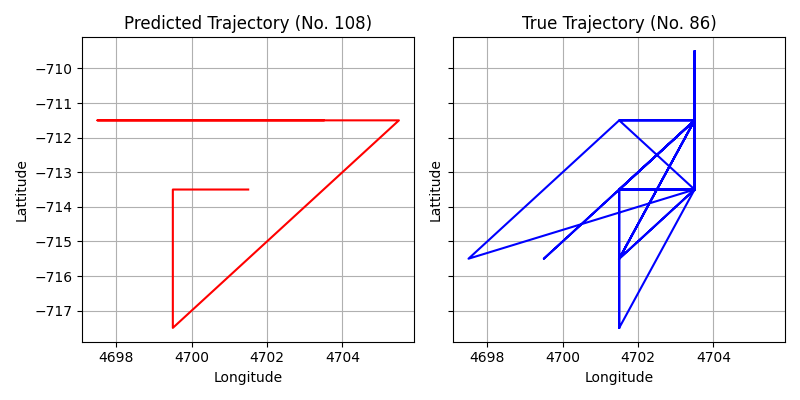 Predicted Trajectory (No. 108)
True Trajectory (No. 86)
Lattitude
−710
−711
−712
−713
−714
−715
−716
−717
4698
4700
4702
4704
Longitude
Lattitude
4698
4700
4702
4704
Longitude